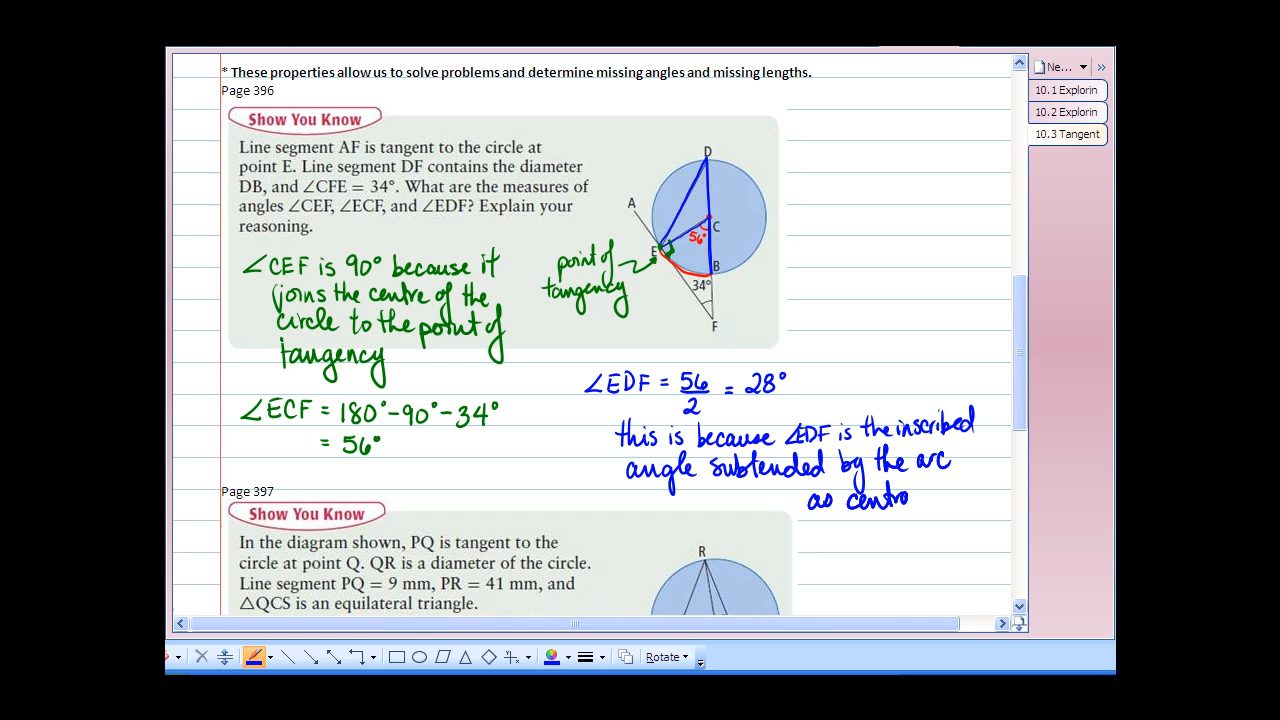 * These properties allow us to solve problems and determine missing angles and missing lengths.
Page 396
Show You Know
Line segment AF is tangent to the circle at
point E. Line segment DF contains the diameter
DB, and ∠CFE = 34°. What are the measures of
angles ∠CEF, ∠ECF, and ∠EDF? Explain your
reasoning.
D
A
C
56°
E
B
34°
F
point of
tangency
∠CEF is 90° because it
joins the centre of the
circle to the point of
tangency
∠ECF = 180° - 90° - 34°
= 56°
∠EDF = 56/2 = 28°
this is because ∠EDF is the inscribed
angle subtended by the arc
as centra
Page 397
Show You Know
In the diagram shown, PQ is tangent to the
circle at point Q. QR is a diameter of the circle.
Line segment PQ = 9 mm, PR = 41 mm, and
△QCS is an equilateral triangle.
R
Ne...
»
10.1 Explorin
10.2 Explorin
10.3 Tangent
Rotate